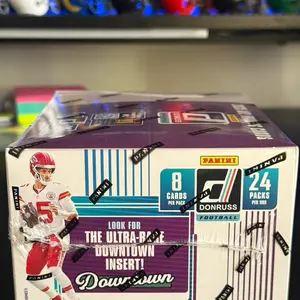 PANINI
8
CARDS
PER PACK
DONRUSS
FOOTBALL
24
PACKS
PER BOX
PANINI
LOOK FOR
THE ULTRA-RARE
DOWNTOWN
INSERT!
Downtown
5